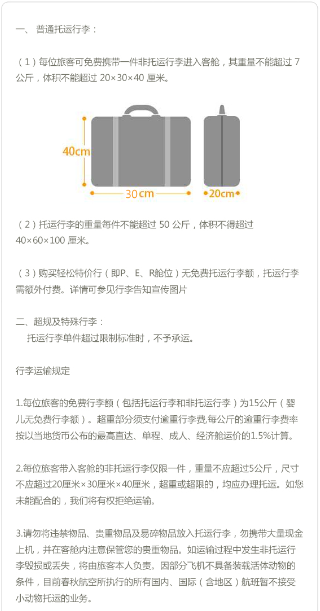 一、 普通托运行李：
（1）每位旅客可免费携带一件非托运行李进入客舱，其重量不能超过 7
公斤，体积不能超过 20×30×40 厘米。
40cm
30cm
20cm
（2）托运行李的重量每件不能超过 50 公斤，体积不得超过
40×60×100 厘米。
（3）购买轻松特价行（即P、E、R舱位）无免费托运行李额，托运行李
需额外付费。详情可参见行李告知宣传图片
二、超规及特殊行李：
托运行李单件超过限制标准时，不予承运。
行李运输规定
1.每位旅客的免费行李额（包括托运行李和非托运行李）为15公斤（婴
儿无免费行李额）。超重部分须支付逾重行李费,每公斤的逾重行李费率
按以当地货币公布的最高直达、单程、成人、经济舱运价的1.5%计算。
2.每位旅客带入客舱的非托运行李仅限一件，重量不应超过5公斤，尺寸
不应超过20厘米×30厘米×40厘米，超重或超限的，均应办理托运。如您
未能配合的，我们将有权拒绝运输。
3.请勿将违禁物品、贵重物品及易碎物品放入托运行李，勿携带大量现金
上机，并在客舱内注意保管您的贵重物品。如运输过程中发生非托运行
李毁损或丢失，将由旅客本人负责。因部分飞机不具备装载活体动物的
条件，目前春秋航空所执行的所有国内、国际（含地区）航班暂不接受
小动物托运的业务。